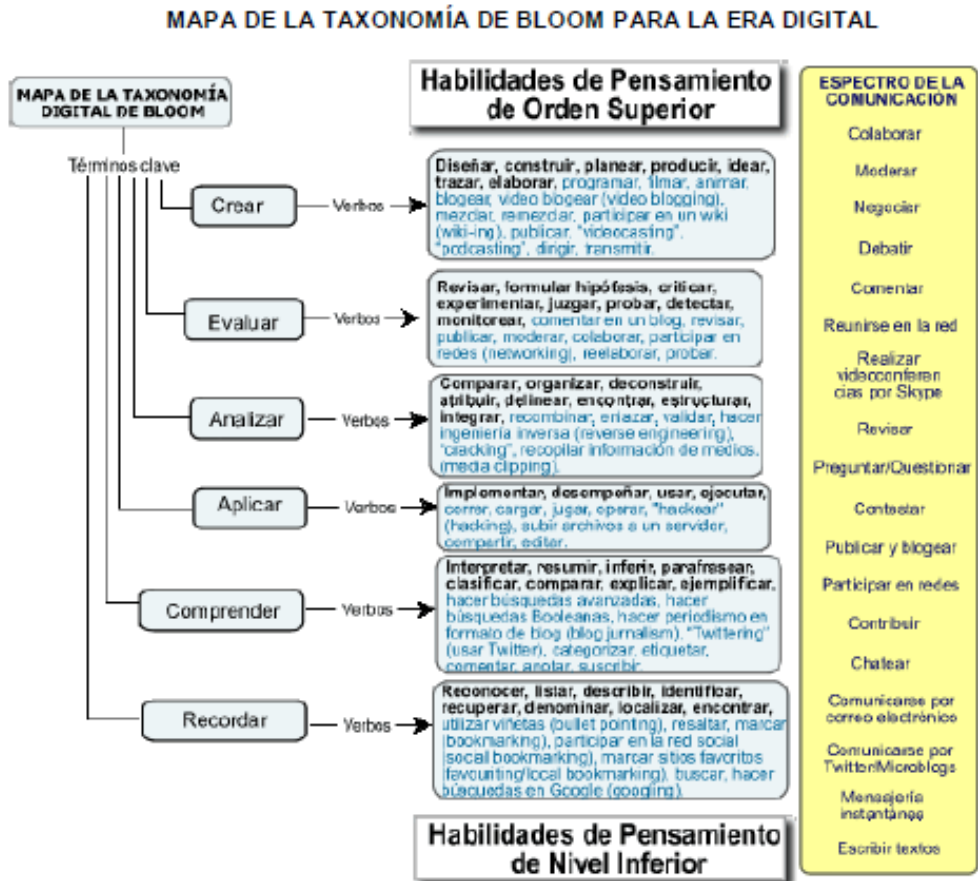 MAPA DE LA TAXONOMÍA DE BLOOM PARA LA ERA DIGITAL
MAPA DE LA TAXONOMÍA
DIGITAL DE BLOOM
Términos clave
Habilidades de Pensamiento
de Orden Superior
Crear
Verbos
Diseñar, construir, planear, producir, idear,
trazar, elaborar, programar, filmar, animar,
blogear, video blogear (video blogging),
mezclar, remezclar, participar en un wiki
(wiki-ing), publicar, "videocasting",
"podcasting", dirigir, transmitir.
Evaluar
Verbos
Revisar, formular hipótesis, criticar,
experimentar, juzgar, probar, detectar,
monitorear, comentar en un blog, revisar,
publicar, moderar, colaborar, participar en
redes (networking), reelaborar, probar.
Analizar
Verbos
Comparar, organizar, deconstruir,
atribuir, delinear, encontrar, estructurar,
integrar, recombinar, enlazar, validar, hacer
ingeniería inversa (reverse engineering),
"cracking", recopilar información de medios.
(media clipping).
Aplicar
Verbos
Implementar, desempeñar, usar, ejecutar,
correr, cargar, jugar, operar, "hackear"
(hacking), subir archivos a un servidor,
compartir, editar.
Comprender
Verbos
Interpretar, resumir, inferir, parafrasear,
clasificar, comparar, explicar, ejemplificar,
hacer búsquedas avanzadas, hacer
búsquedas Booleanas, hacer periodismo en
formato de blog (blog jurnalism), "Twittering"
(usar Twitter), categorizar, etiquetar,
comentar, anotar, suscribir.
Recordar
Verbos
Reconocer, listar, describir, identificar,
recuperar, denominar, localizar, encontrar,
utilizar viñetas (bullet pointing), resaltar, marcar
(bookmarking), participar en la red social
(social bookmarking), marcar sitios favoritos
(favouriting/local bookmarking), buscar, hacer
búsquedas en Google (googling).
Habilidades de Pensamiento
de Nivel Inferior
ESPECTRO DE LA
COMUNICACIÓN
Colaborar
Moderar
Negociar
Debatir
Comentar
Reunirse en la red
Realizar
videoconferen
cias por Skype
Revisar
Preguntar/Questionar
Contestar
Publicar y blogear
Participar en redes
Contribuir
Chatear
Comunicarse por
correo electrónico
Comunicarse por
Twitter/Microblogs
Mensajería
instantánea
Escribir textos